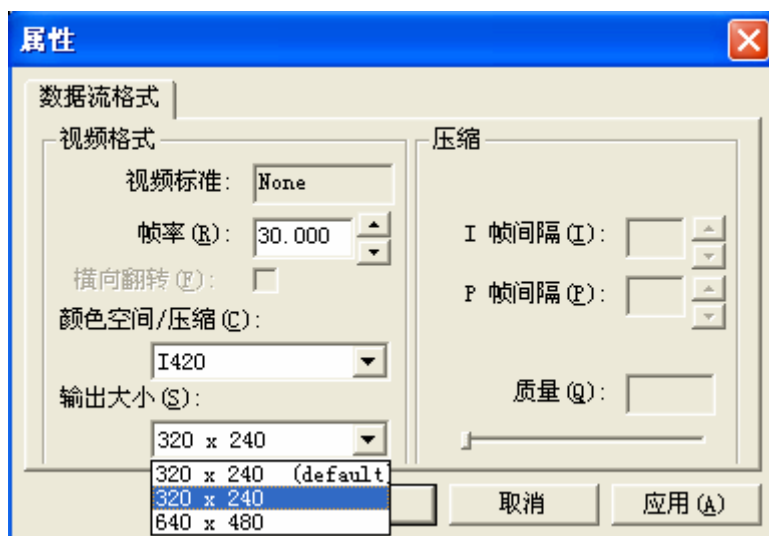 属性
数据流格式
视频格式
视频标准: None
帧率(R): 30.000
横向翻转(F):
颜色空间/压缩(C):
I420
输出大小(S):
320 x 240
320 x 240 (default
320 x 240
640 x 480
压缩
I 帧间隔(I):
P 帧间隔(P):
质量(Q):
取消
应用(A)